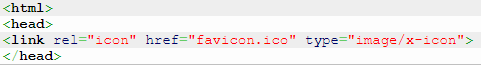 <html>
<head>
<link rel="icon" href="favicon.ico" type="image/x-icon">
</head>